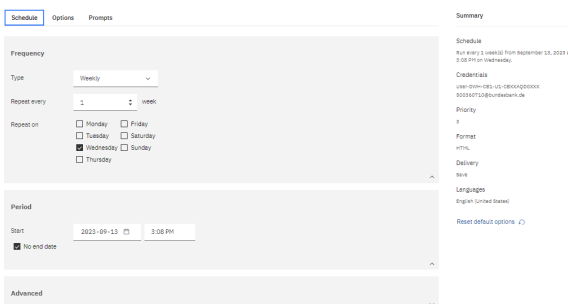 Schedule Options Prompts
Frequency
Type Weekly
Repeat every 1 week
Repeat on Monday Friday
Tuesday Saturday
Wednesday Sunday
Thursday
Period
Start 2023-09-13 3:08 PM
No end date
Advanced
Summary
Schedule
Run every 1 week(s) from September 13, 2023
3:08 PM on Wednesday.
Credentials
Priority
3
Format
HTML
Delivery
Save
Languages
English (United States)
Reset default options